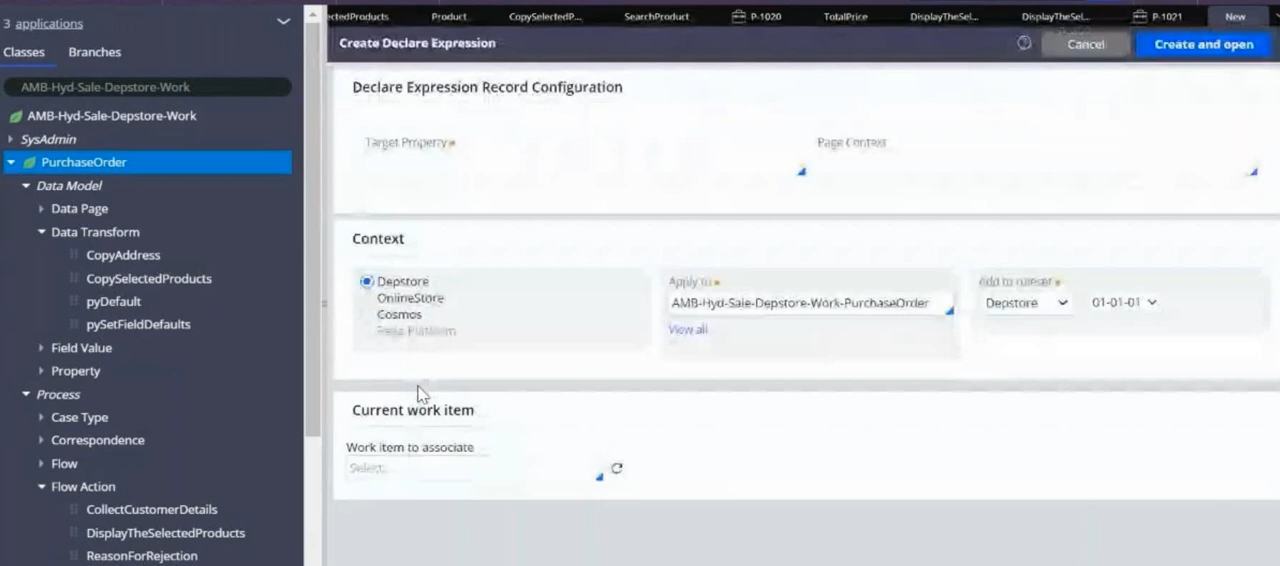 3 applications
Classes Branches
AMB-Hyd-Sale-Depstore-Work
AMB-Hyd-Sale-Depstore-Work
SysAdmin
PurchaseOrder
Data Model
Data Page
Data Transform
CopyAddress
CopySelectedProducts
pyDefault
pySetFieldDefaults
Field Value
Property
Process
Case Type
Correspondence
Flow
Flow Action
CollectCustomerDetails
DisplayTheSelectedProducts
ReasonForRejection
ectedProducts Product CopySelectedP... SearchProduct P-1020 TotalPrice DisplayTheSel... DisplayTheSel... P-1021 New
Create Declare Expression Cancel Create and open
Declare Expression Record Configuration
Target Property Page Context
Context
Depstore
OnlineStore
Cosmos
Pega Platform
Apply to
AMB-Hyd-Sale-Depstore-Work-PurchaseOrder
View all
Add to ruleset
Depstore 01-01-01
Current work item
Work item to associate
Select...